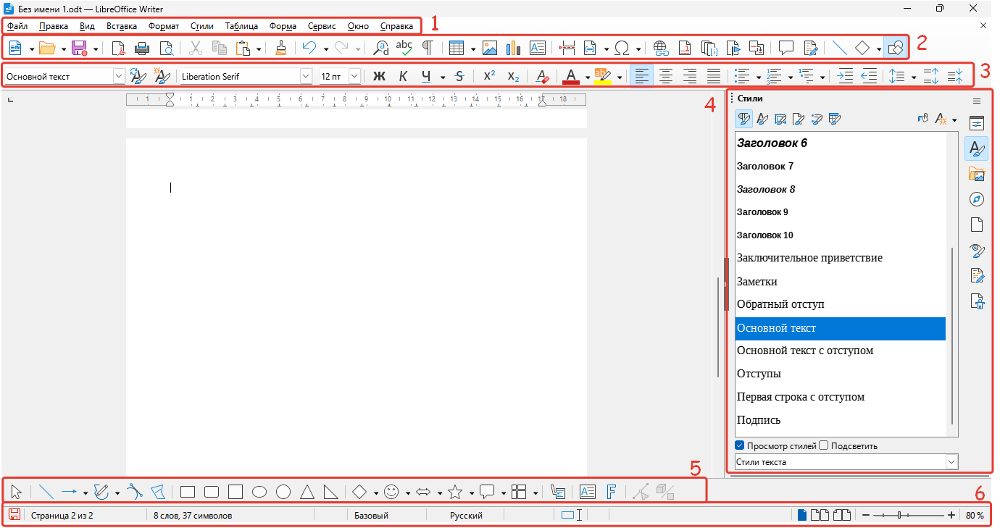 Без имени 1.odt — LibreOffice Writer
Файл Правка Вид Вставка Формат Стили Таблица Форма Сервис Окно Справка 1
2
Основной текст Liberation Serif 12 пт Ж К Ч S X² X₂ A 3
1 1 2 3 4 5 6 7 8 9 10 11 12 13 14 15 16 17 18
4
Стили
Заголовок 6
Заголовок 7
Заголовок 8
Заголовок 9
Заголовок 10
Заключительное приветствие
Заметки
Обратный отступ
Основной текст
Основной текст с отступом
Отступы
Первая строка с отступом
Подпись
Просмотр стилей Подсветить
Стили текста
5
6
Страница 2 из 2 8 слов, 37 символов Базовый Русский 80 %